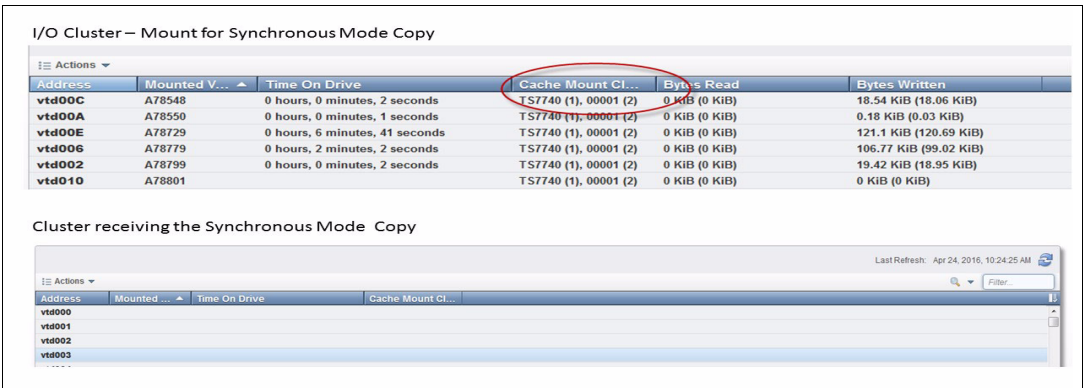 I/O Cluster – Mount for Synchronous Mode Copy
Actions
Address Mounted V... Time On Drive Cache Mount Cl... Bytes Read Bytes Written
vtd00C A78548 0 hours, 0 minutes, 2 seconds TS7740 (1), 00001 (2) 0 KiB (0 KiB) 18.54 KiB (18.06 KiB)
vtd00A A78550 0 hours, 0 minutes, 1 seconds TS7740 (1), 00001 (2) 0 KiB (0 KiB) 0.18 KiB (0.03 KiB)
vtd00E A78729 0 hours, 6 minutes, 41 seconds TS7740 (1), 00001 (2) 0 KiB (0 KiB) 121.1 KiB (120.69 KiB)
vtd006 A78779 0 hours, 2 minutes, 2 seconds TS7740 (1), 00001 (2) 0 KiB (0 KiB) 106.77 KiB (99.02 KiB)
vtd002 A78799 0 hours, 0 minutes, 2 seconds TS7740 (1), 00001 (2) 0 KiB (0 KiB) 19.42 KiB (18.95 KiB)
vtd010 A78801 TS7740 (1), 00001 (2) 0 KiB (0 KiB) 0 KiB (0 KiB)
Cluster receiving the Synchronous Mode Copy
Last Refresh: Apr 24, 2016, 10:24:25 AM
Actions Filter...
Address Mounted ... Time On Drive Cache Mount Cl...
vtd000
vtd001
vtd002
vtd003